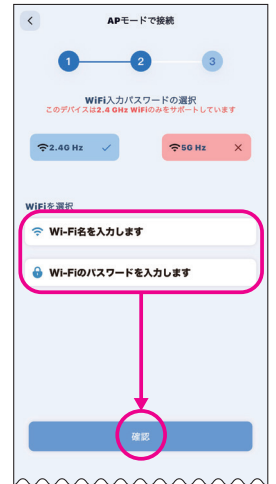 APモードで接続
1
2
3
WiFi入力パスワードの選択
このデバイスは2.4 GHz WiFiのみをサポートしています
2.4G Hz
5G Hz
WiFiを選択
Wi-Fi名を入力します
Wi-Fiのパスワードを入力します
確認